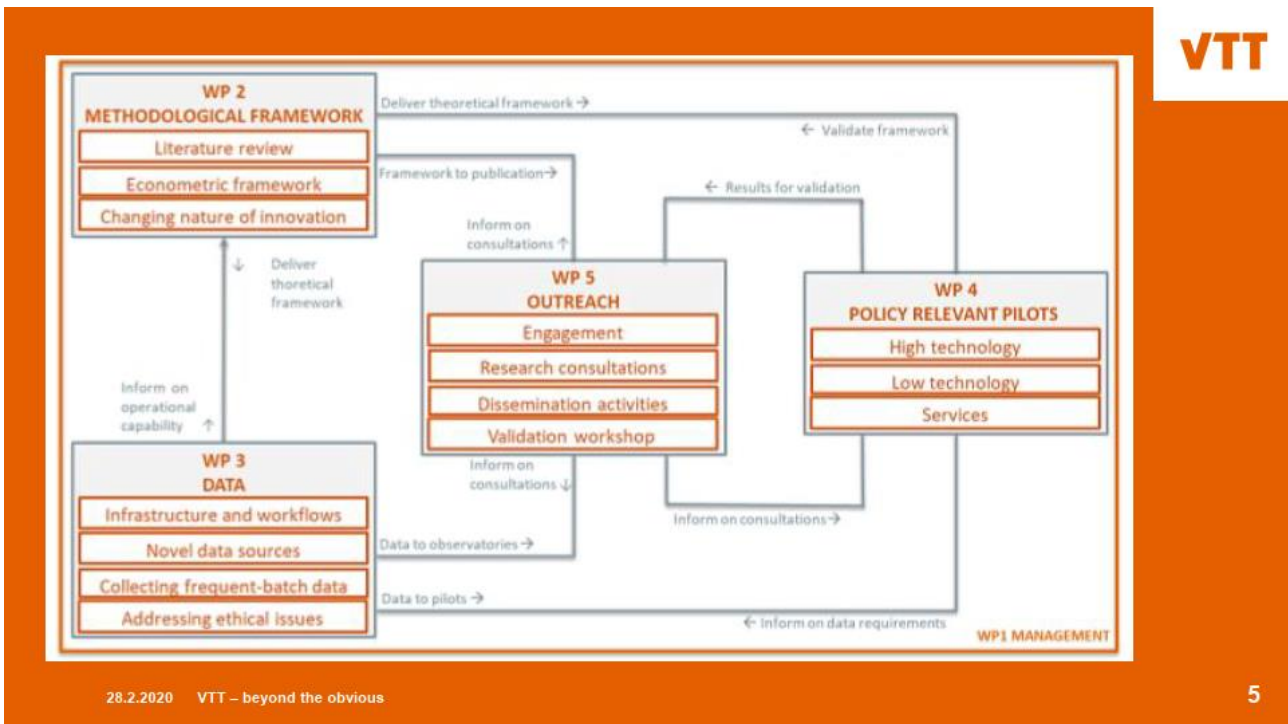 VTT
WP 2
METHODOLOGICAL FRAMEWORK
Literature review
Econometric framework
Changing nature of innovation
Deliver theoretical framework →
← Validate framework
Framework to publication→
← Results for validation
Inform on
consultations ↑
↓ Deliver
thoretical
framework
WP 5
OUTREACH
Engagement
Research consultations
Dissemination activities
Validation workshop
WP 4
POLICY RELEVANT PILOTS
High technology
Low technology
Services
Inform on
operational
capability ↑
WP 3
DATA
Infrastructure and workflows
Novel data sources
Collecting frequent-batch data
Addressing ethical issues
Inform on
consultations ↓
Inform on consultations→
Data to observatories →
Data to pilots →
← Inform on data requirements
WP1 MANAGEMENT
28.2.2020 VTT – beyond the obvious
5